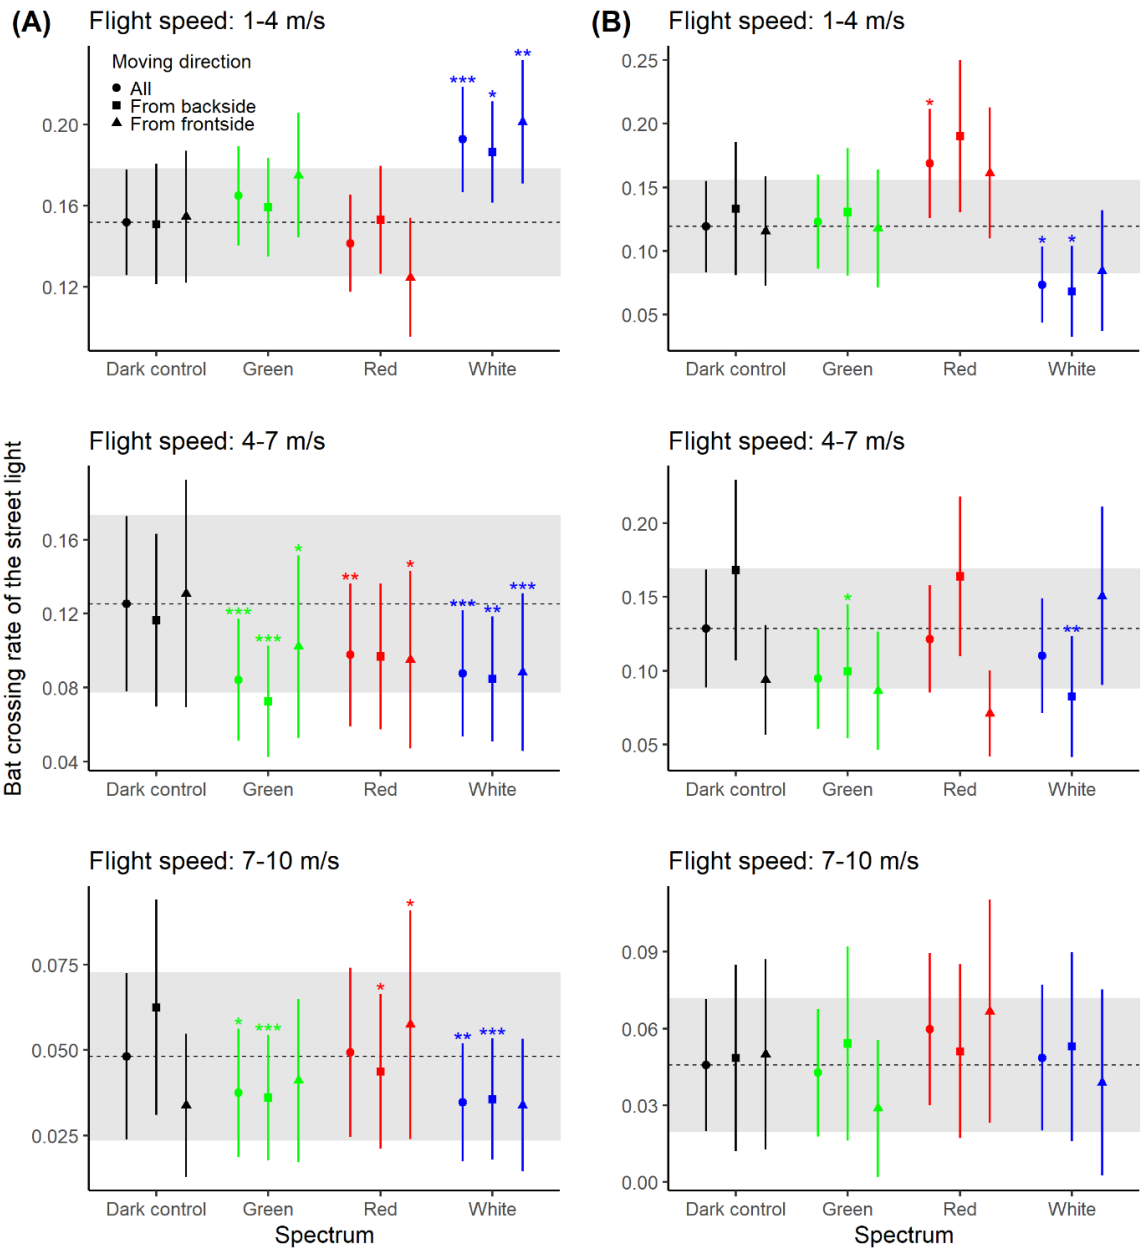 (A)
Flight speed: 1-4 m/s
Moving direction
All
From backside
From frontside
***
*
**
0.20
0.16
0.12
Dark control Green Red White
(B)
Flight speed: 1-4 m/s
*
*
*
0.25
0.20
0.15
0.10
0.05
Dark control Green Red White
Bat crossing rate of the street light
Flight speed: 4-7 m/s
***
***
*
**
*
***
**
***
0.16
0.12
0.08
0.04
Dark control Green Red White
Flight speed: 4-7 m/s
*
**
0.20
0.15
0.10
0.05
Dark control Green Red White
Flight speed: 7-10 m/s
*
***
*
*
**
***
0.075
0.050
0.025
Dark control Green Red White
Spectrum
Flight speed: 7-10 m/s
0.09
0.06
0.03
0.00
Dark control Green Red White
Spectrum